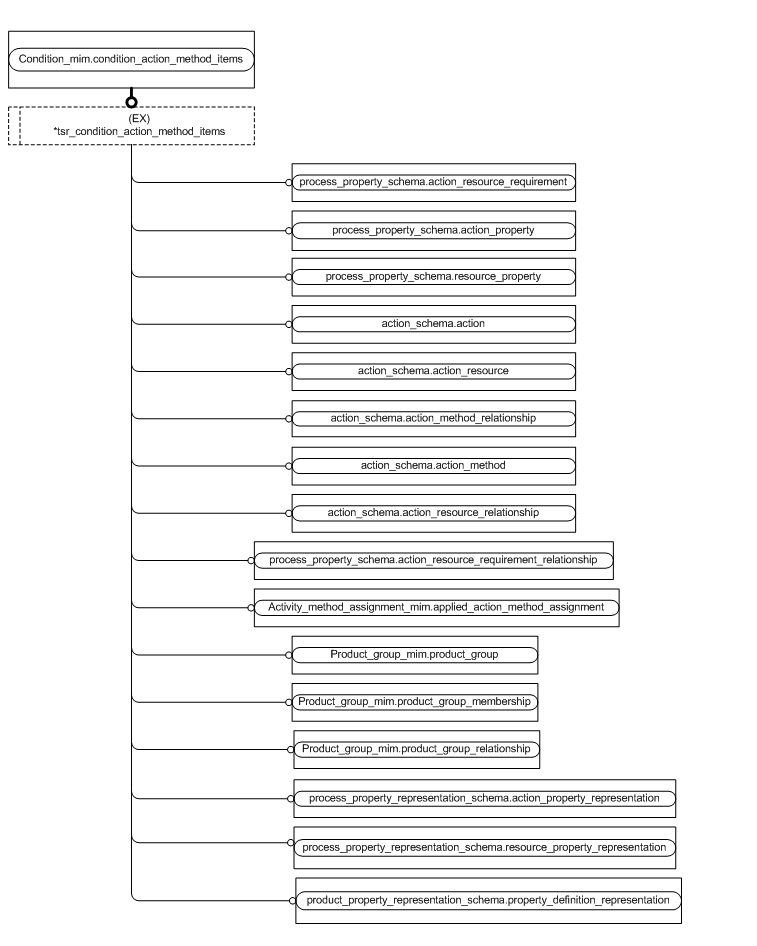 Condition_mim.condition_action_method_items
(EX)
*tsr_condition_action_method_items
process_property_schema.action_resource_requirement
process_property_schema.action_property
process_property_schema.resource_property
action_schema.action
action_schema.action_resource
action_schema.action_method_relationship
action_schema.action_method
action_schema.action_resource_relationship
process_property_schema.action_resource_requirement_relationship
Activity_method_assignment_mim.applied_action_method_assignment
Product_group_mim.product_group
Product_group_mim.product_group_membership
Product_group_mim.product_group_relationship
process_property_representation_schema.action_property_representation
process_property_representation_schema.resource_property_representation
product_property_representation_schema.property_definition_representation